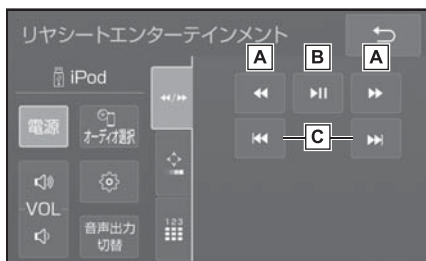 リヤシートエンターテインメント
iPod
A
B
A
電源
オーディオ選択
C
VOL
音声出力
切替
123